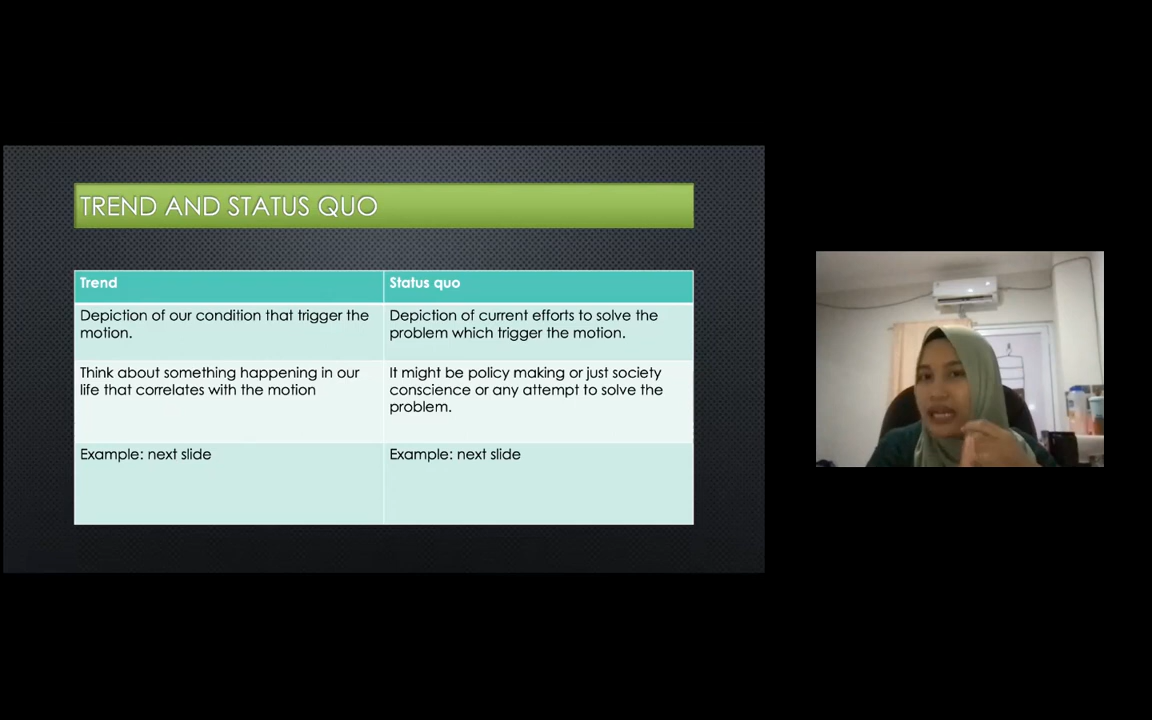 TREND AND STATUS QUO
Trend
Status quo
Depiction of our condition that trigger the
motion.
Depiction of current efforts to solve the
problem which trigger the motion.
Think about something happening in our
life that correlates with the motion
It might be policy making or just society
conscience or any attempt to solve the
problem.
Example: next slide
Example: next slide